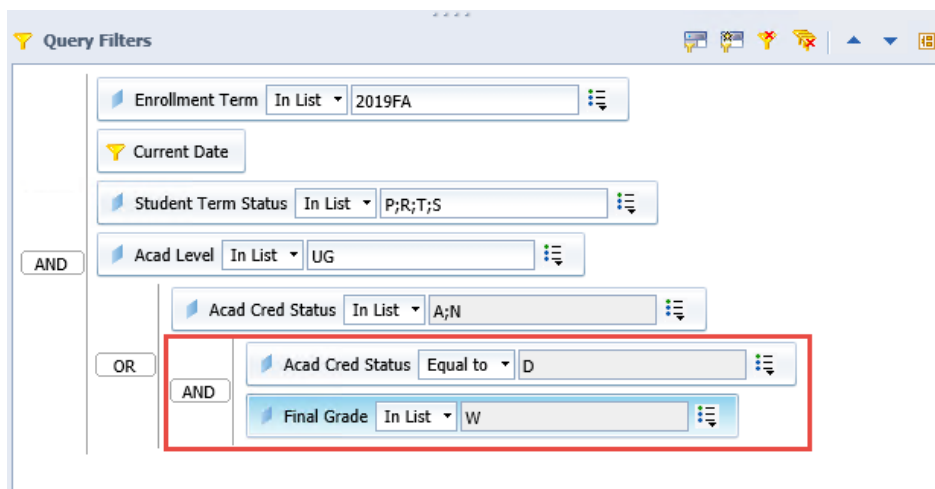 Query Filters
Enrollment Term In List 2019FA
Current Date
Student Term Status In List P;R;T;S
AND
Acad Level In List UG
Acad Cred Status In List A;N
OR
AND
Acad Cred Status Equal to D
Final Grade In List W